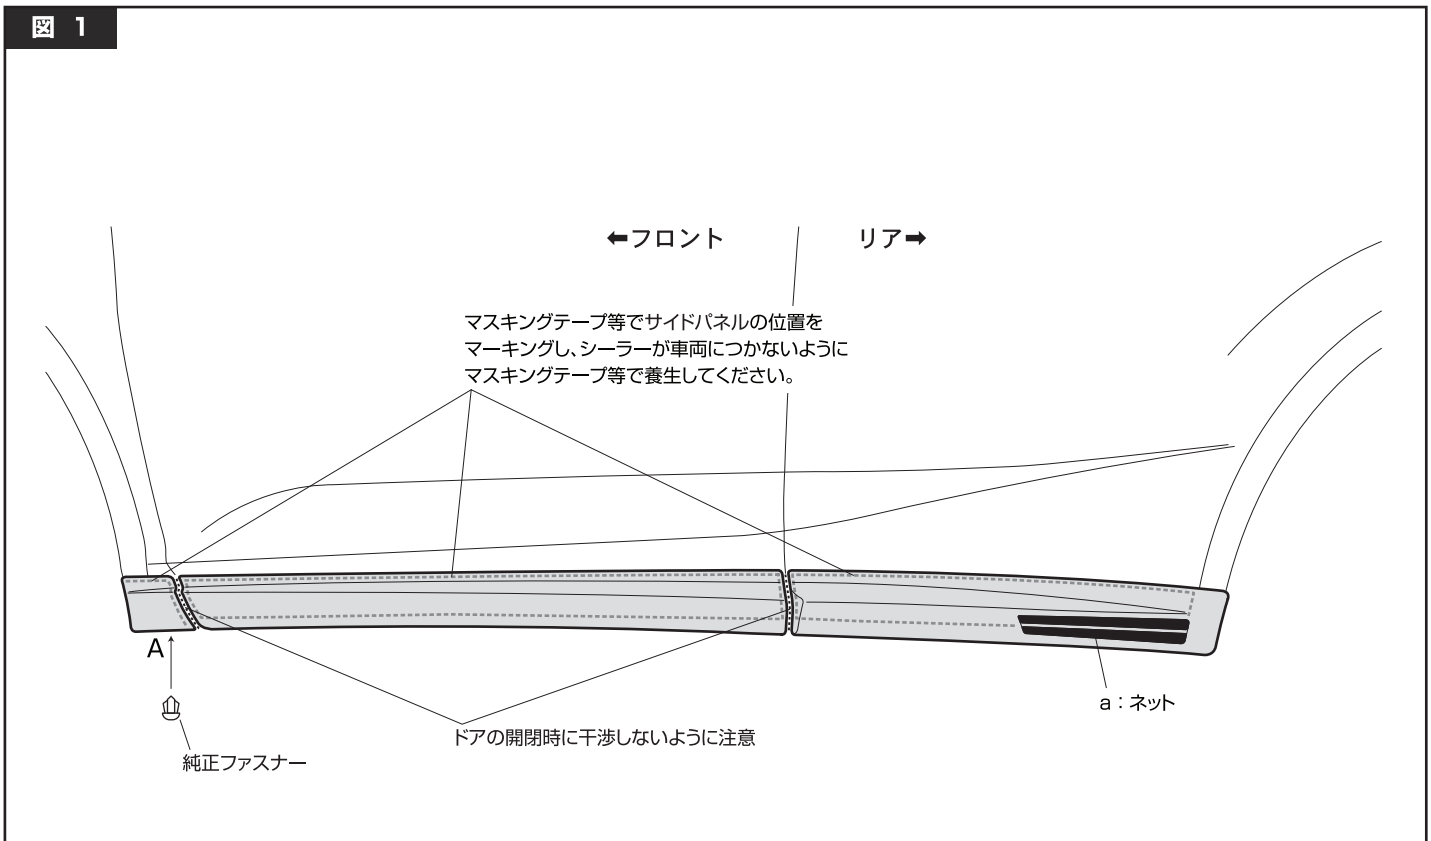 図 1
←フロント
リア→
マスキングテープ等でサイドパネルの位置を
マーキングし、シーラーが車両につかないように
マスキングテープ等で養生してください。
A
a：ネット
ドアの開閉時に干渉しないように注意
純正ファスナー